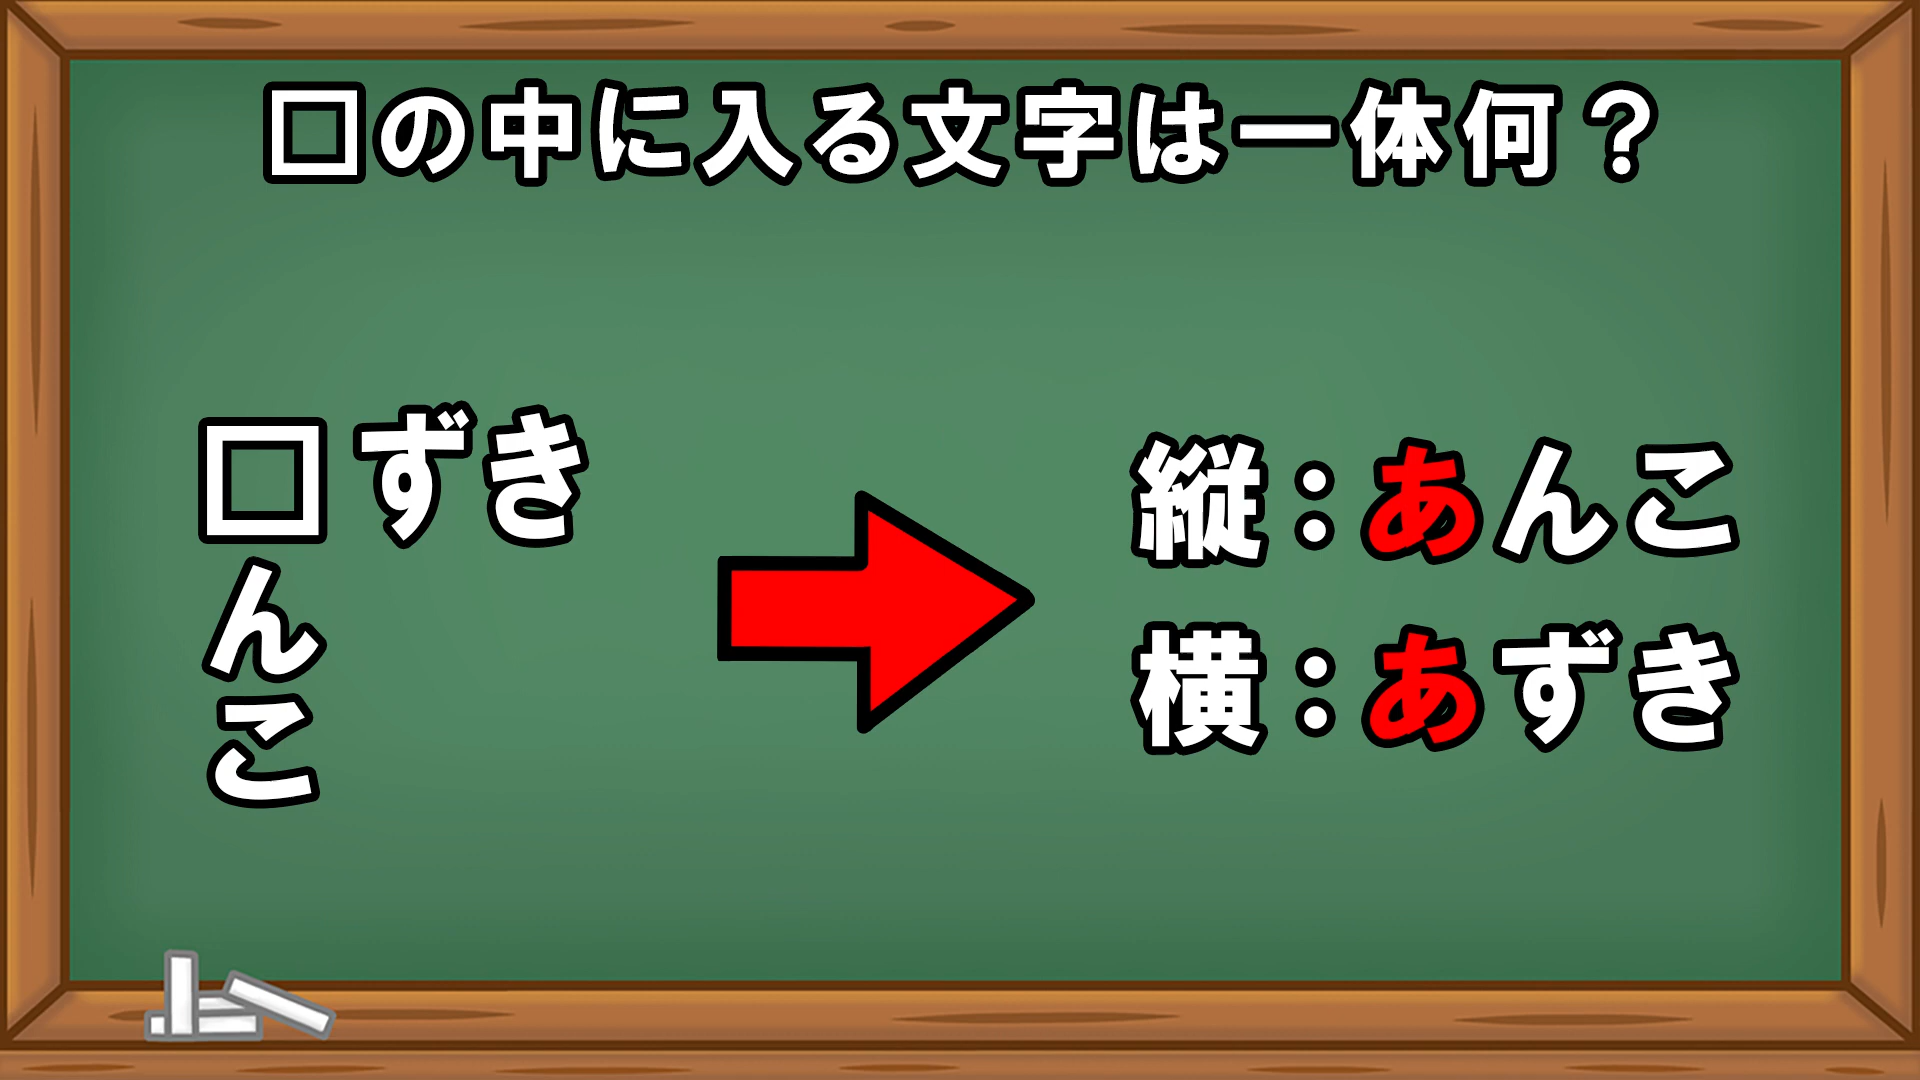 □の中に入る文字は一体何？
□ずき
ん
こ
縦：あんこ
横：あずき